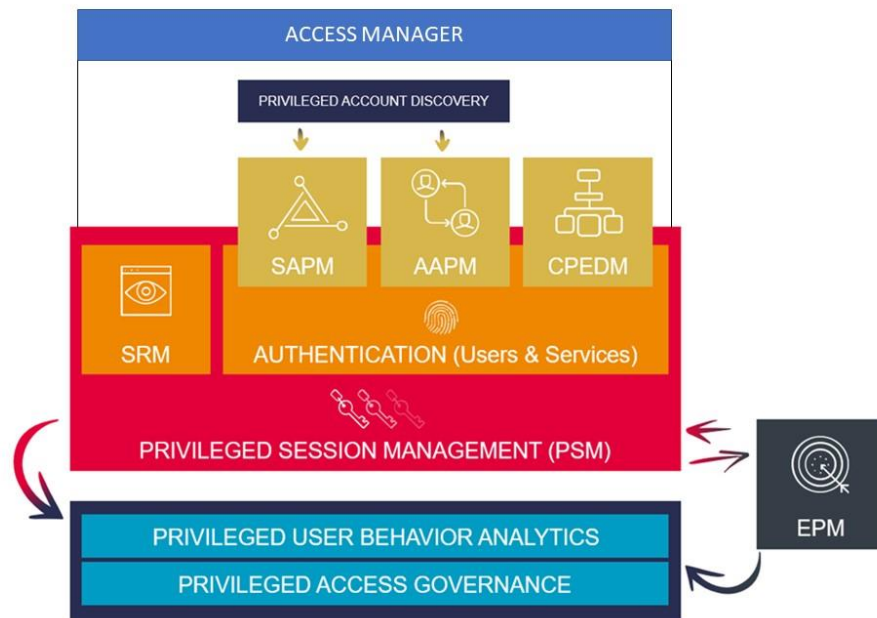 ACCESS MANAGER
PRIVILEGED ACCOUNT DISCOVERY
SAPM
AAPM
CPEDM
SRM
AUTHENTICATION (Users & Services)
PRIVILEGED SESSION MANAGEMENT (PSM)
EPM
PRIVILEGED USER BEHAVIOR ANALYTICS
PRIVILEGED ACCESS GOVERNANCE